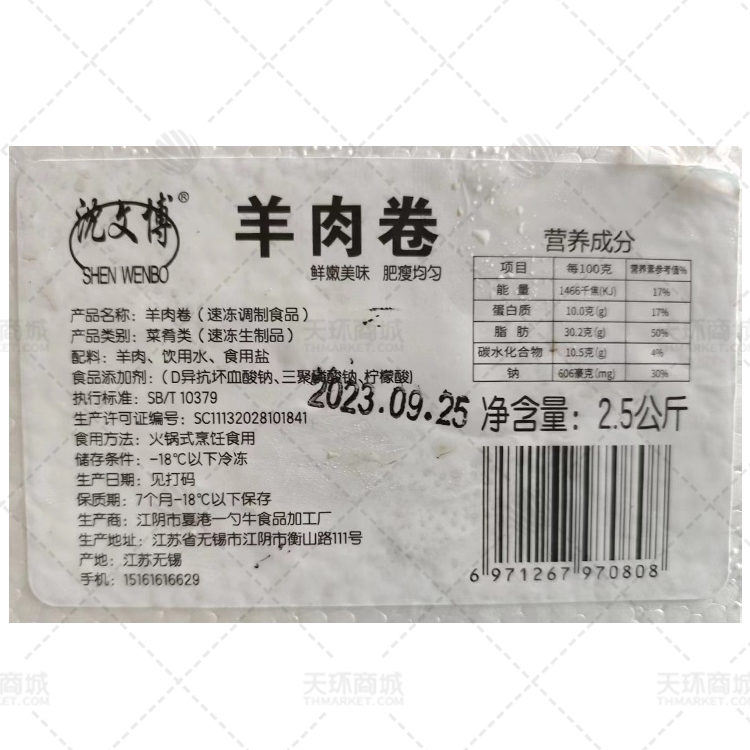 沈文博®
SHEN WENBO
羊肉卷
鲜嫩美味 肥瘦均匀
产品名称：羊肉卷（速冻调制食品）
产品类别：菜肴类（速冻生制品）
配料：羊肉、饮用水、食用盐
食品添加剂：（D异抗坏血酸钠、三聚磷酸钠、柠檬酸)
执行标准：SB/T 10379
生产许可证编号：SC11132028101841
食用方法：火锅式烹饪食用
储存条件：-18℃以下冷冻
生产日期：见打码
保质期：7个月-18℃以下保存
生产商：江阴市夏港一勺牛食品加工厂
生产地址：江苏省无锡市江阴市衡山路111号
产地：江苏无锡
手机：15161616629
2023.09.25
营养成分
项目 每100克 营养素参考值%
能量 1466千焦(KJ) 17%
蛋白质 10.0克(g) 17%
脂肪 30.2克(g) 50%
碳水化合物 10.5克(g) 4%
钠 606豪克(mg) 30%
净含量：2.5公斤
6 971267 970808
天环商城
THMARKET.COM